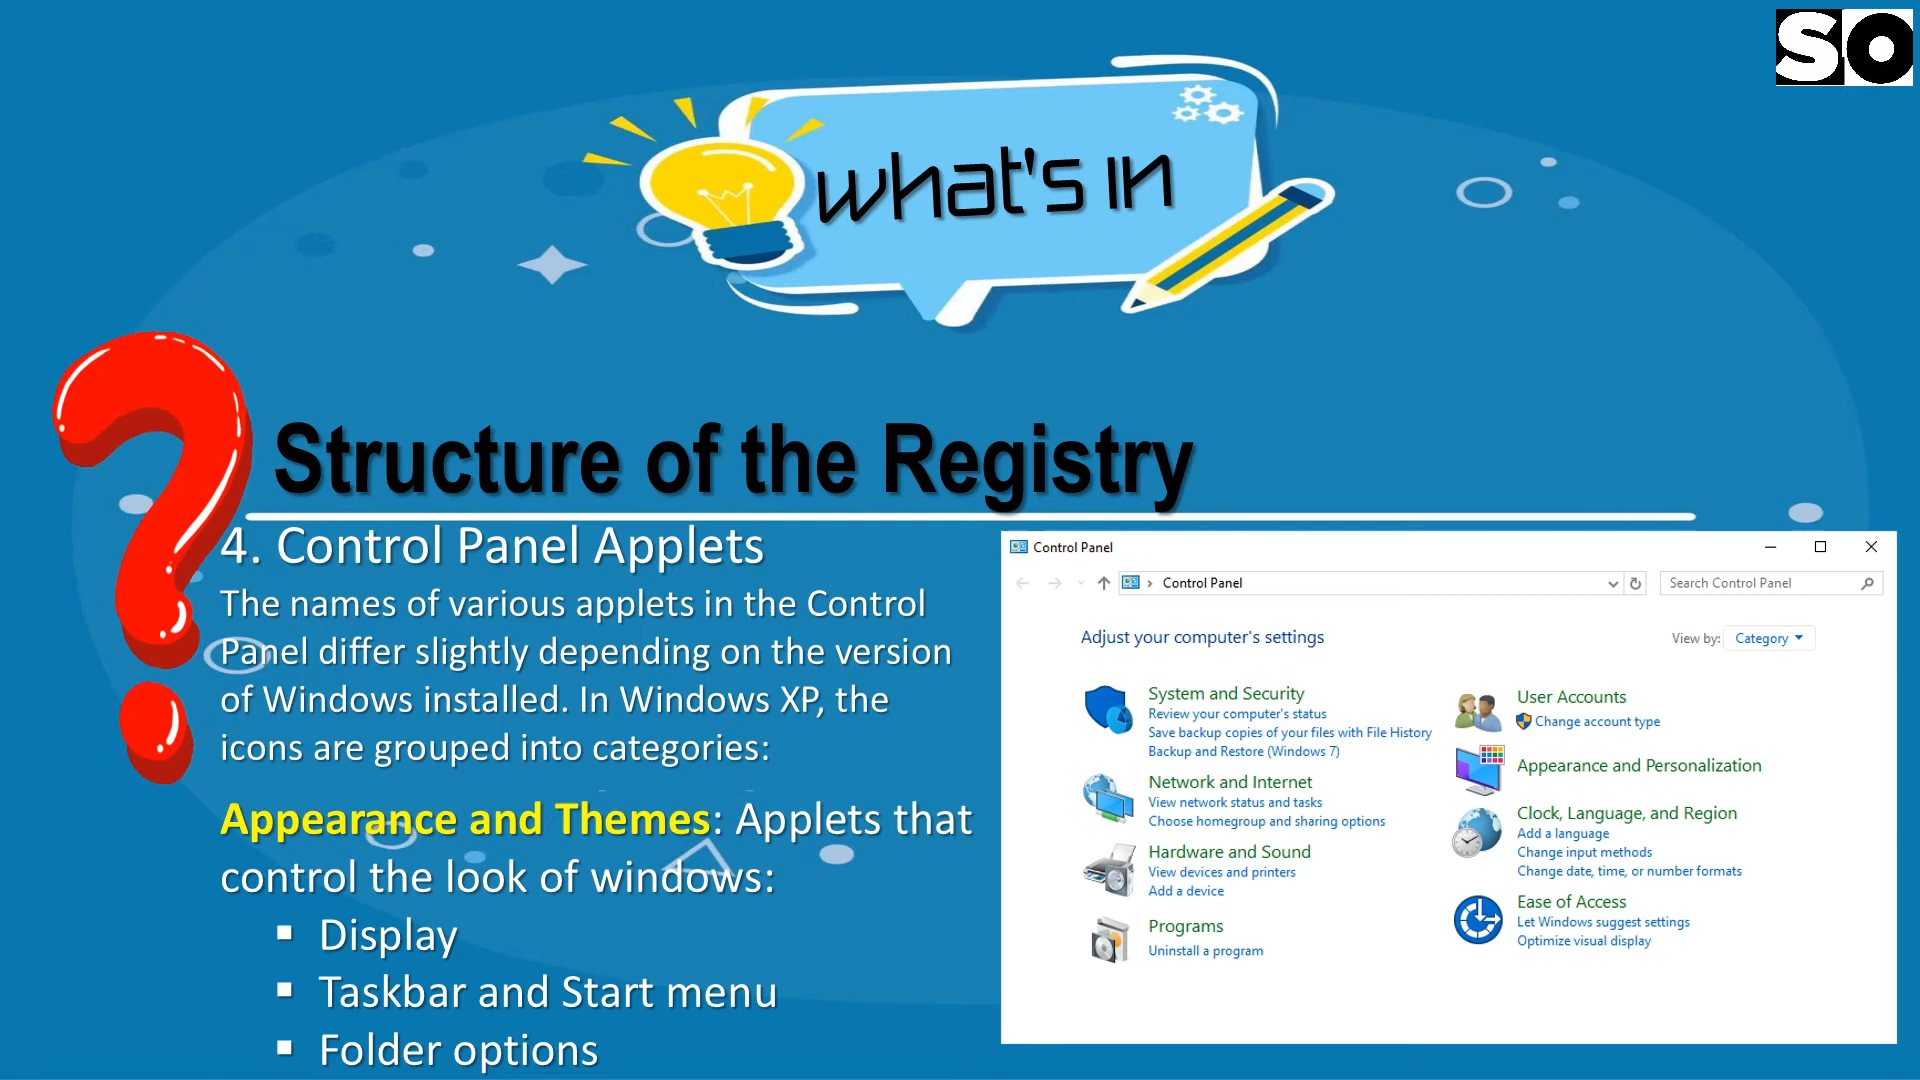 SO
What's In
Structure of the Registry
4. Control Panel Applets
The names of various applets in the Control
Panel differ slightly depending on the version
of Windows installed. In Windows XP, the
icons are grouped into categories:
Appearance and Themes: Applets that
control the look of windows:
▪ Display
▪ Taskbar and Start menu
▪ Folder options
Control Panel
Control Panel
Search Control Panel
Adjust your computer's settings
View by: Category
System and Security
Review your computer's status
Save backup copies of your files with File History
Backup and Restore (Windows 7)
Network and Internet
View network status and tasks
Choose homegroup and sharing options
Hardware and Sound
View devices and printers
Add a device
Programs
Uninstall a program
User Accounts
Change account type
Appearance and Personalization
Clock, Language, and Region
Add a language
Change input methods
Change date, time, or number formats
Ease of Access
Let Windows suggest settings
Optimize visual display